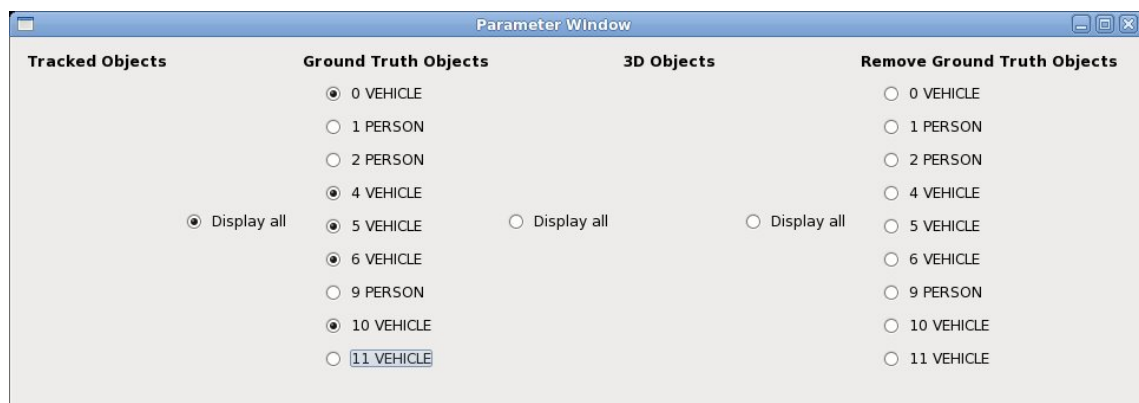 Parameter Window
Tracked Objects
Display all
Ground Truth Objects
0 VEHICLE
1 PERSON
2 PERSON
4 VEHICLE
5 VEHICLE
6 VEHICLE
9 PERSON
10 VEHICLE
11 VEHICLE
Display all
3D Objects
Display all
Remove Ground Truth Objects
0 VEHICLE
1 PERSON
2 PERSON
4 VEHICLE
5 VEHICLE
6 VEHICLE
9 PERSON
10 VEHICLE
11 VEHICLE